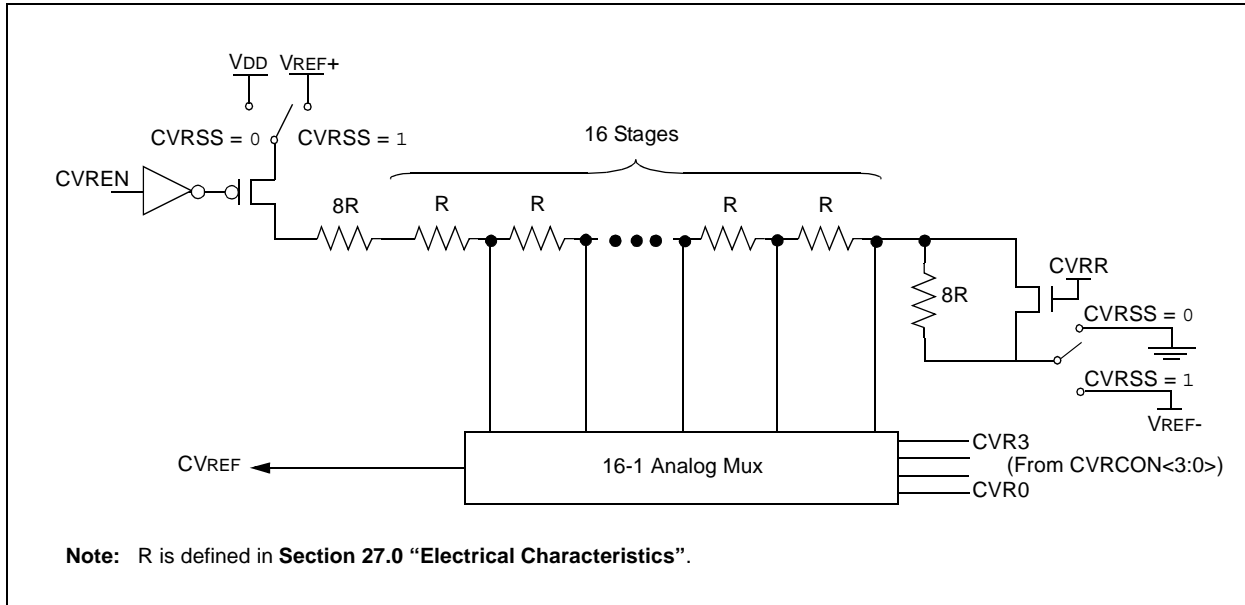 VDD VREF+
CVRSS = 0 CVRSS = 1
16 Stages
CVREN
8R R R R R
CVRR
8R
CVRSS = 0
CVRSS = 1
VREF-
CVREF
16-1 Analog Mux
CVR3
(From CVRCON<3:0>)
CVR0
Note: R is defined in Section 27.0 “Electrical Characteristics”.